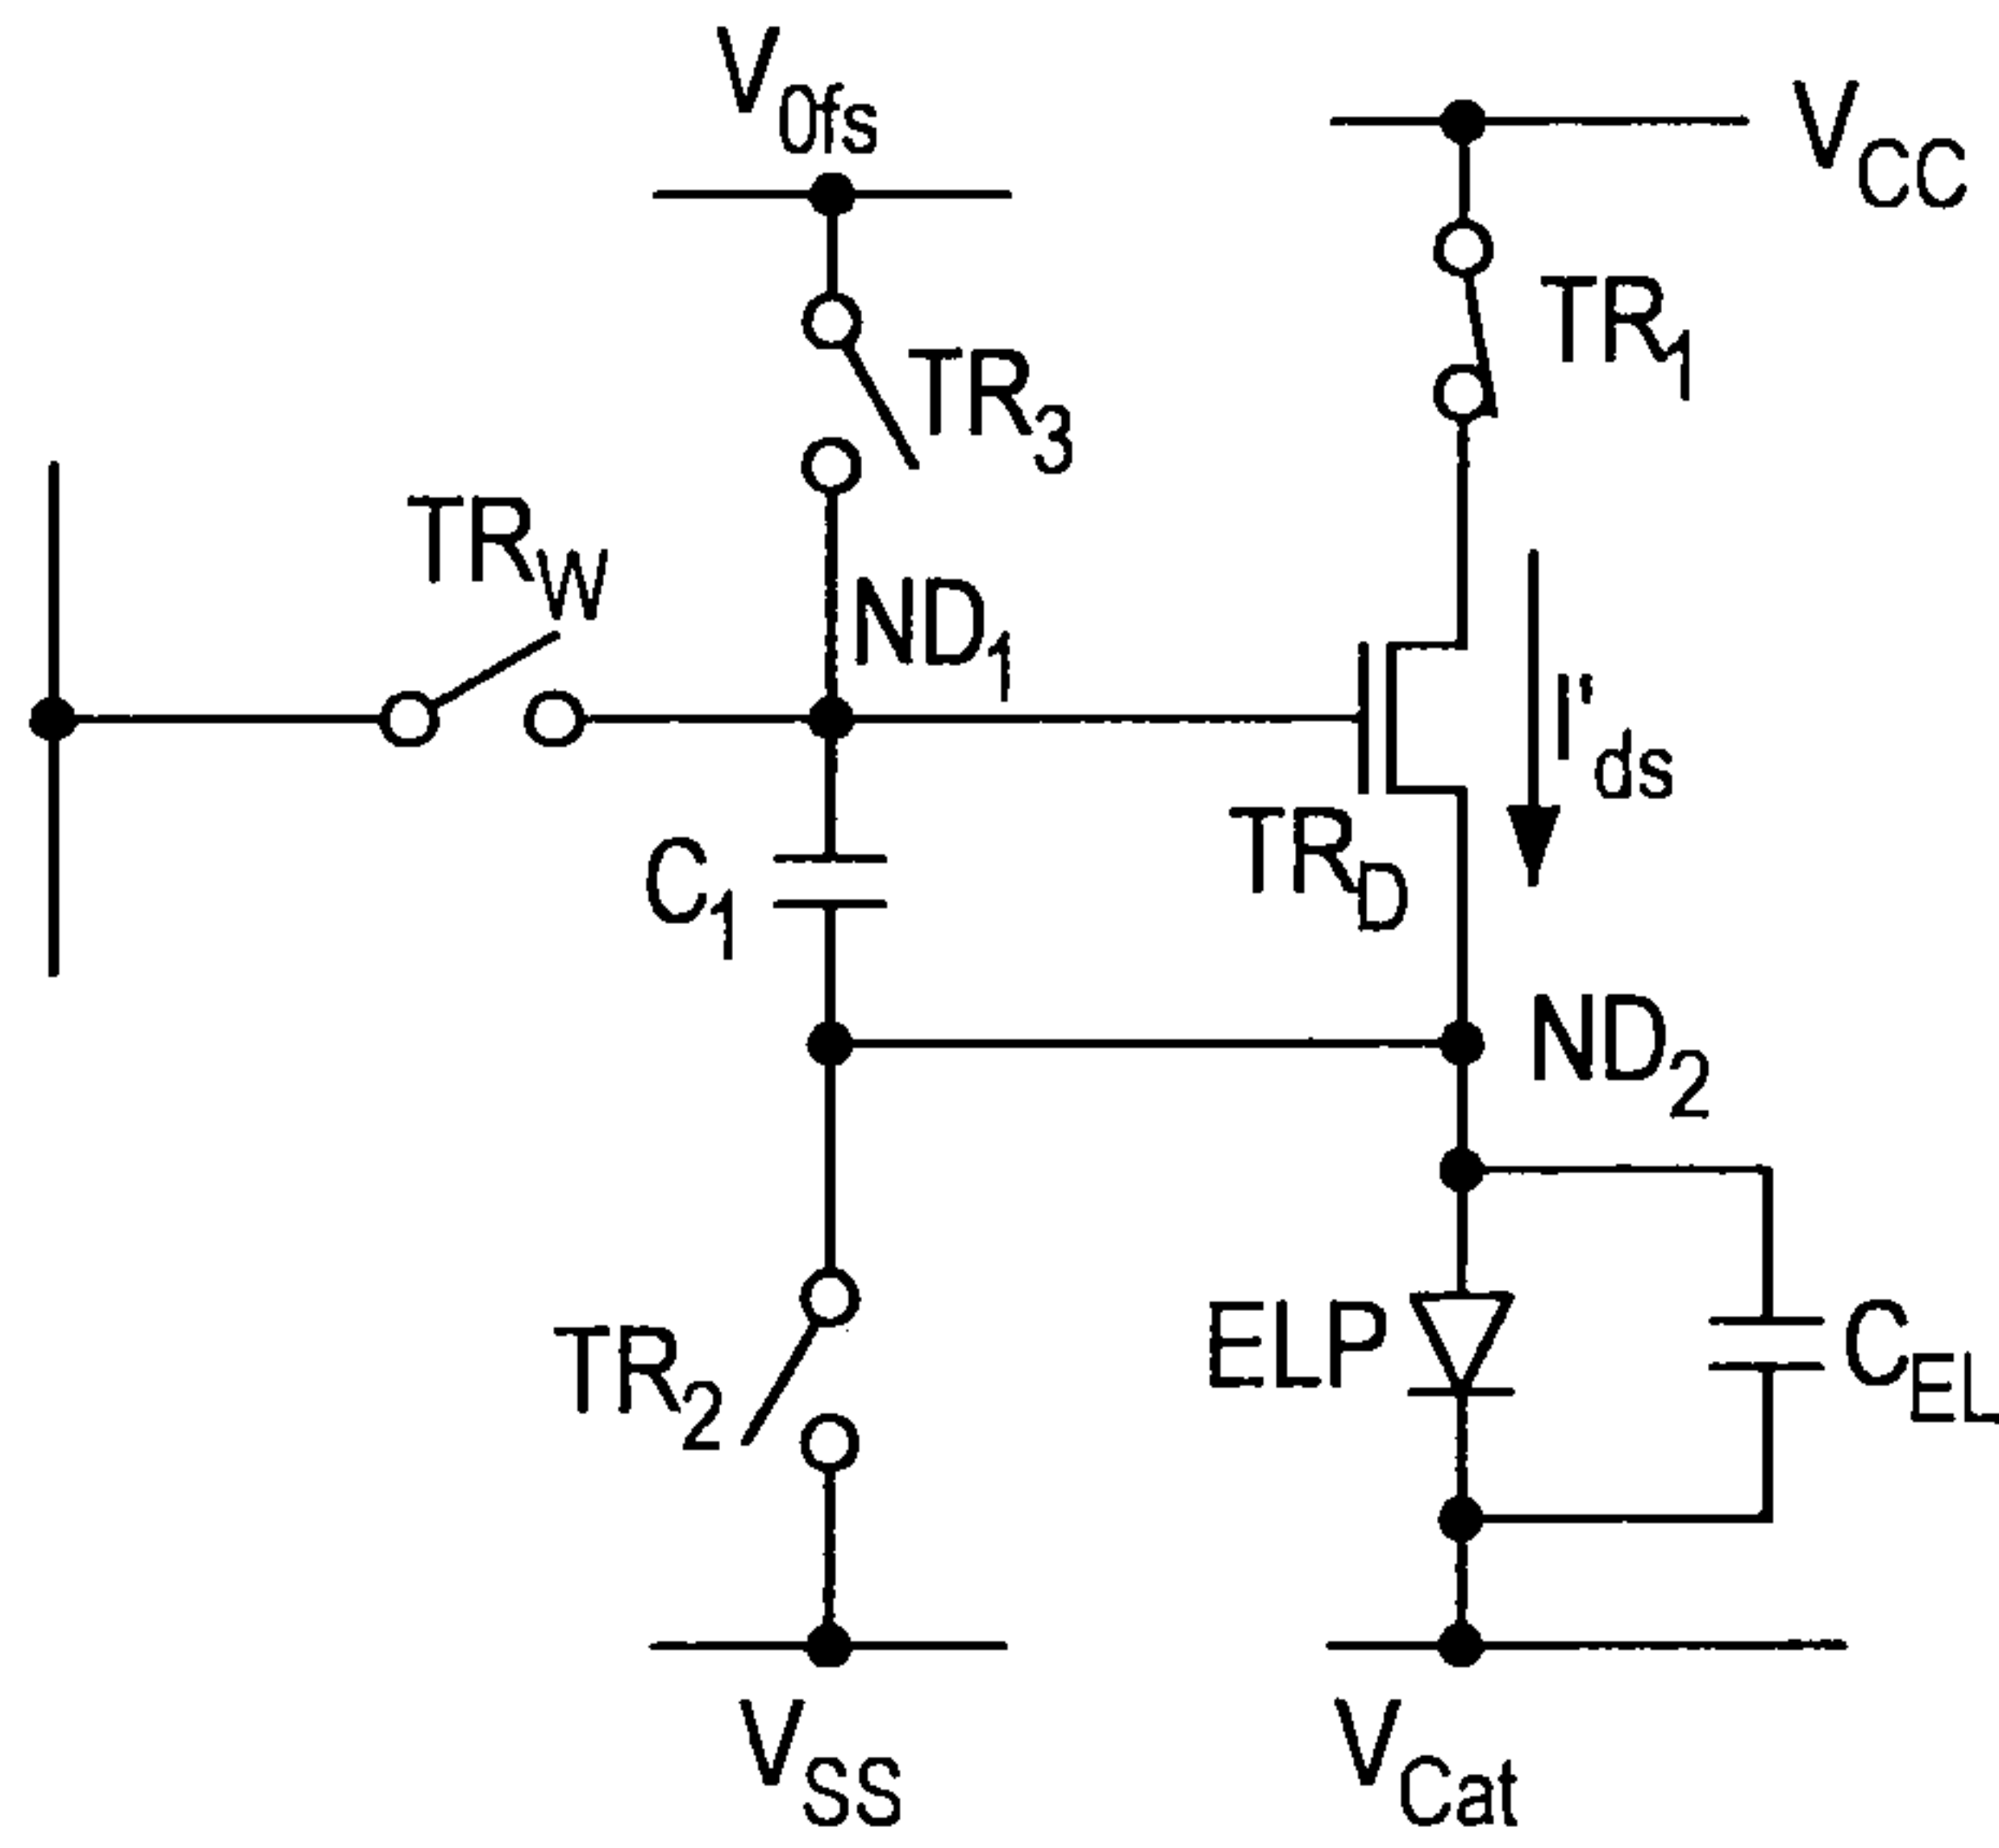 V0fs
VCC
TR1
TR3
TRW
ND1
I'ds
TRD
C1
ND2
ELP
CEL
TR2
VSS
VCat